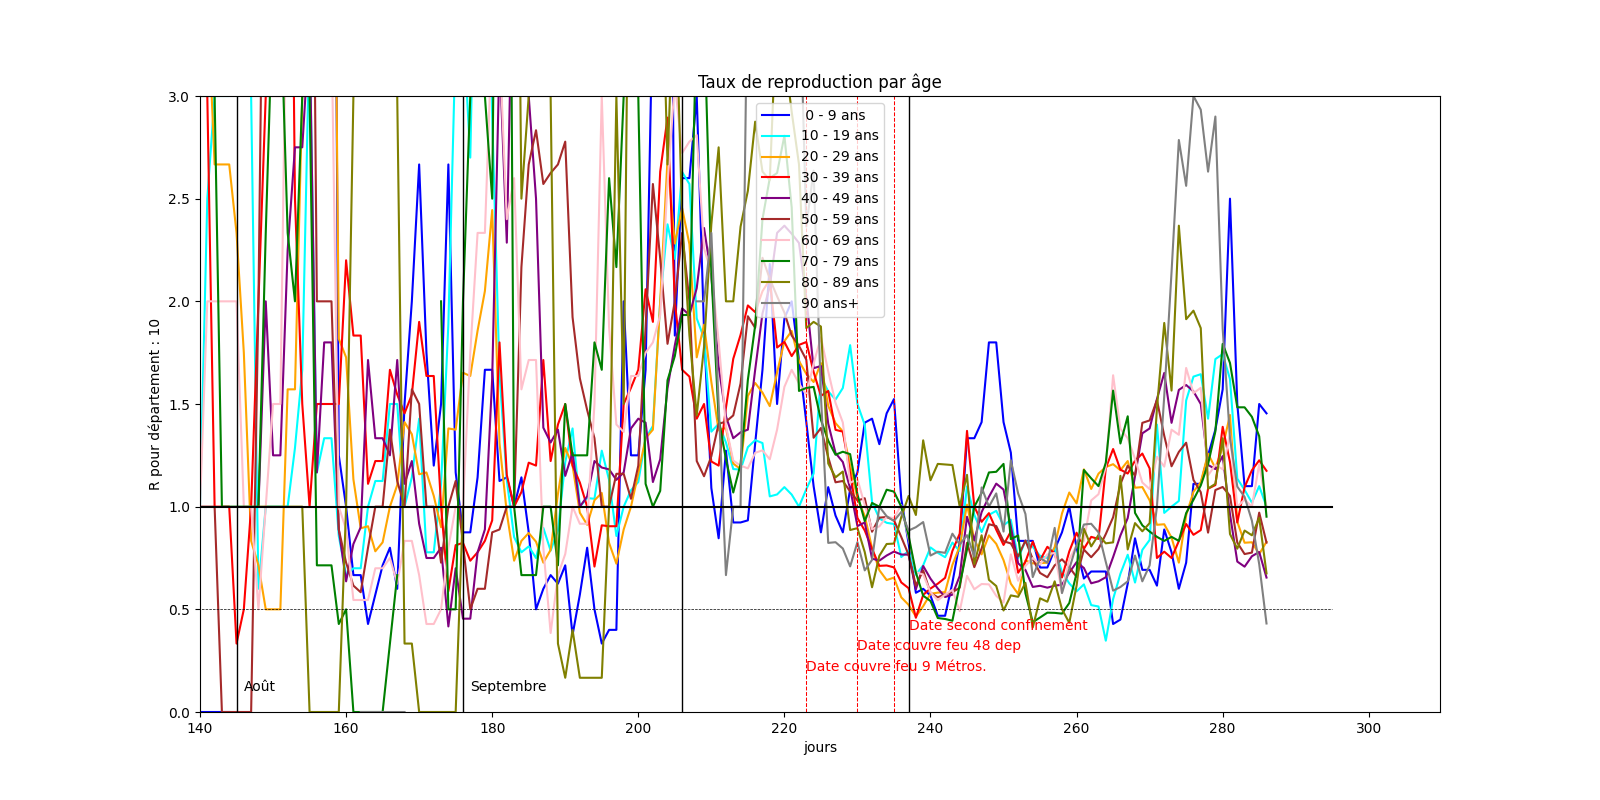 Taux de reproduction par âge
R pour département : 10
3.0
2.5
2.0
1.5
1.0
0.5
0.0
0 - 9 ans
10 - 19 ans
20 - 29 ans
30 - 39 ans
40 - 49 ans
50 - 59 ans
60 - 69 ans
70 - 79 ans
80 - 89 ans
90 ans+
Date second confinement
Date couvre feu 48 dep
Date couvre feu 9 Métros.
Août
Septembre
140
160
180
200
220
240
260
280
300
jours